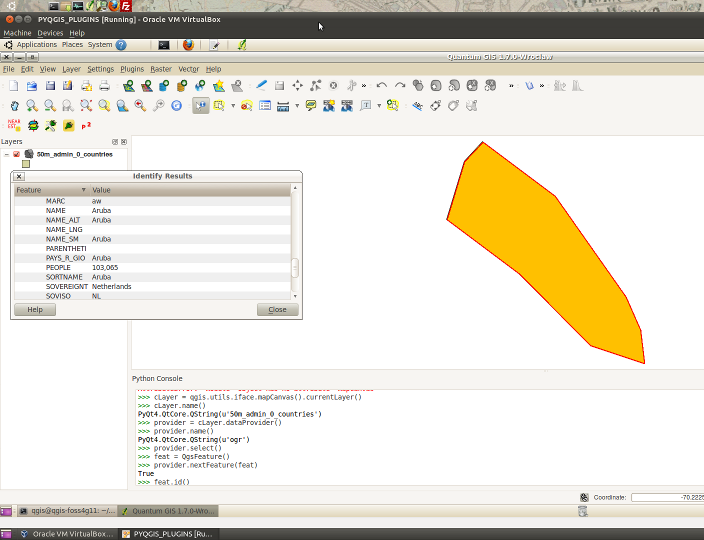 PYQGIS_PLUGINS [Running] - Oracle VM VirtualBox
Machine Devices Help
Applications Places System
Quantum GIS 1.7.0-Wroclaw
File Edit View Layer Settings Plugins Raster Vector Help
NEAR EST
p2
Layers
50m_admin_0_countries
Identify Results
Feature Value
MARC aw
NAME Aruba
NAME_ALT Aruba
NAME_LNG
NAME_SM Aruba
PARENTHETI
PAYS_R_GIO Aruba
PEOPLE 103,065
SORTNAME Aruba
SOVEREIGNT Netherlands
SOVISO NL
Help Close
Python Console
>>> cLayer = qgis.utils.iface.mapCanvas().currentLayer()
>>> cLayer.name()
PyQt4.QtCore.QString(u'50m_admin_0_countries')
>>> provider = cLayer.dataProvider()
>>> provider.name()
PyQt4.QtCore.QString(u'ogr')
>>> provider.select()
>>> feat = QgsFeature()
>>> provider.nextFeature(feat)
True
>>> feat.id()
Coordinate: -70.2225
qgis@qgis-foss4g11: ~/... Quantum GIS 1.7.0-Wro...
Oracle VM VirtualBox... PYQGIS_PLUGINS [Ru...